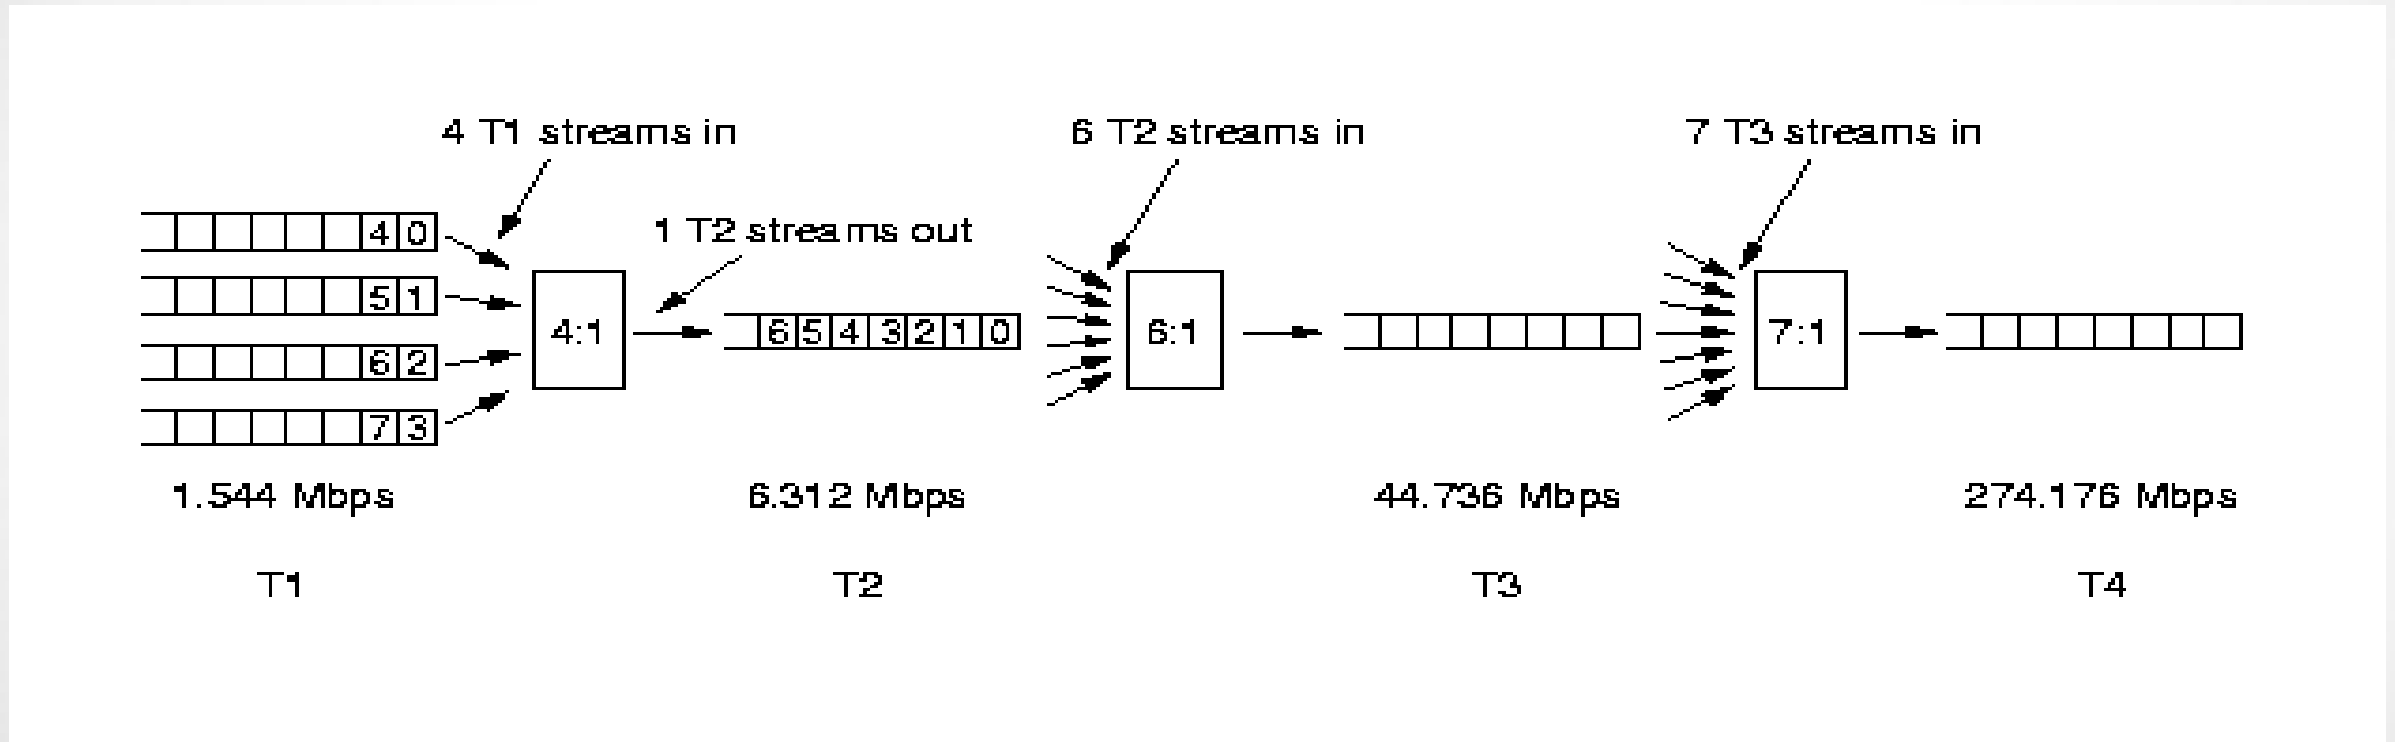 4 T1 streams in
6 T2 streams in
7 T3 streams in
1 T2 streams out
4 0
5 1
6 2
7 3
4:1
6 5 4 3 2 1 0
6:1
7:1
1.544 Mbps
6.312 Mbps
44.736 Mbps
274.176 Mbps
T1
T2
T3
T4